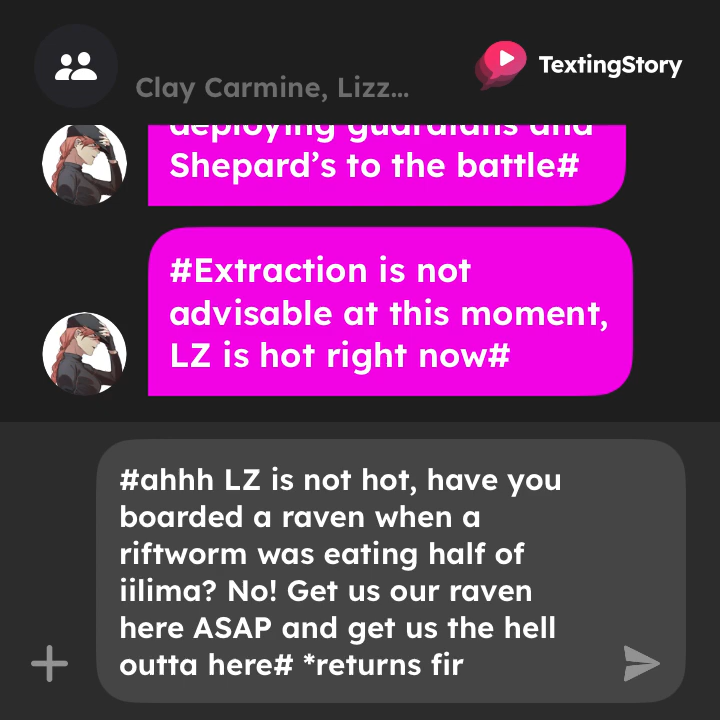 TextingStory
Clay Carmine, Lizz...
deploying guardians and
Shepard’s to the battle#
#Extraction is not
advisable at this moment,
LZ is hot right now#
#ahhh LZ is not hot, have you
boarded a raven when a
riftworm was eating half of
iilima? No! Get us our raven
here ASAP and get us the hell
outta here# *returns fir